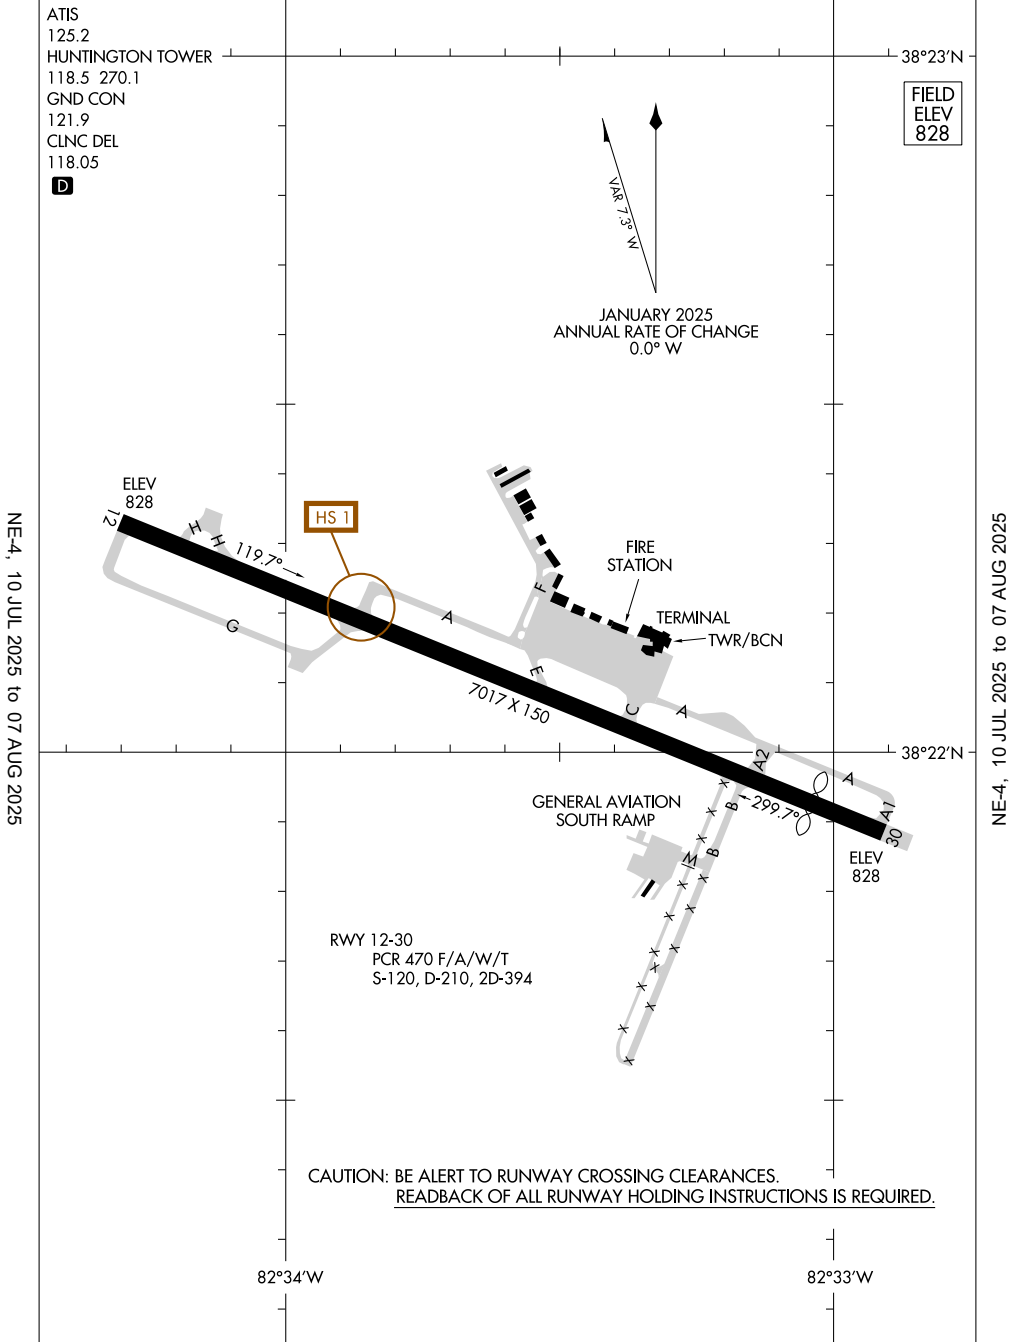 ATIS
125.2
HUNTINGTON TOWER
118.5 270.1
GND CON
121.9
CLNC DEL
118.05
D
38°23'N
FIELD
ELEV
828
VAR 7.3° W
JANUARY 2025
ANNUAL RATE OF CHANGE
0.0° W
ELEV
828
12
H
H
119.7°
HS 1
FIRE
STATION
F
TERMINAL
TWR/BCN
A
G
E
7017 X 150
C
A
38°22'N
A2
A
GENERAL AVIATION
SOUTH RAMP
X
X
X
B
B
299.7°
A1
30
ELEV
828
M
X
X
X
X
X
X
X
X
X
X
X
RWY 12-30
PCR 470 F/A/W/T
S-120, D-210, 2D-394
CAUTION: BE ALERT TO RUNWAY CROSSING CLEARANCES.
READBACK OF ALL RUNWAY HOLDING INSTRUCTIONS IS REQUIRED.
82°34'W
82°33'W
NE-4, 10 JUL 2025 to 07 AUG 2025
NE-4, 10 JUL 2025 to 07 AUG 2025